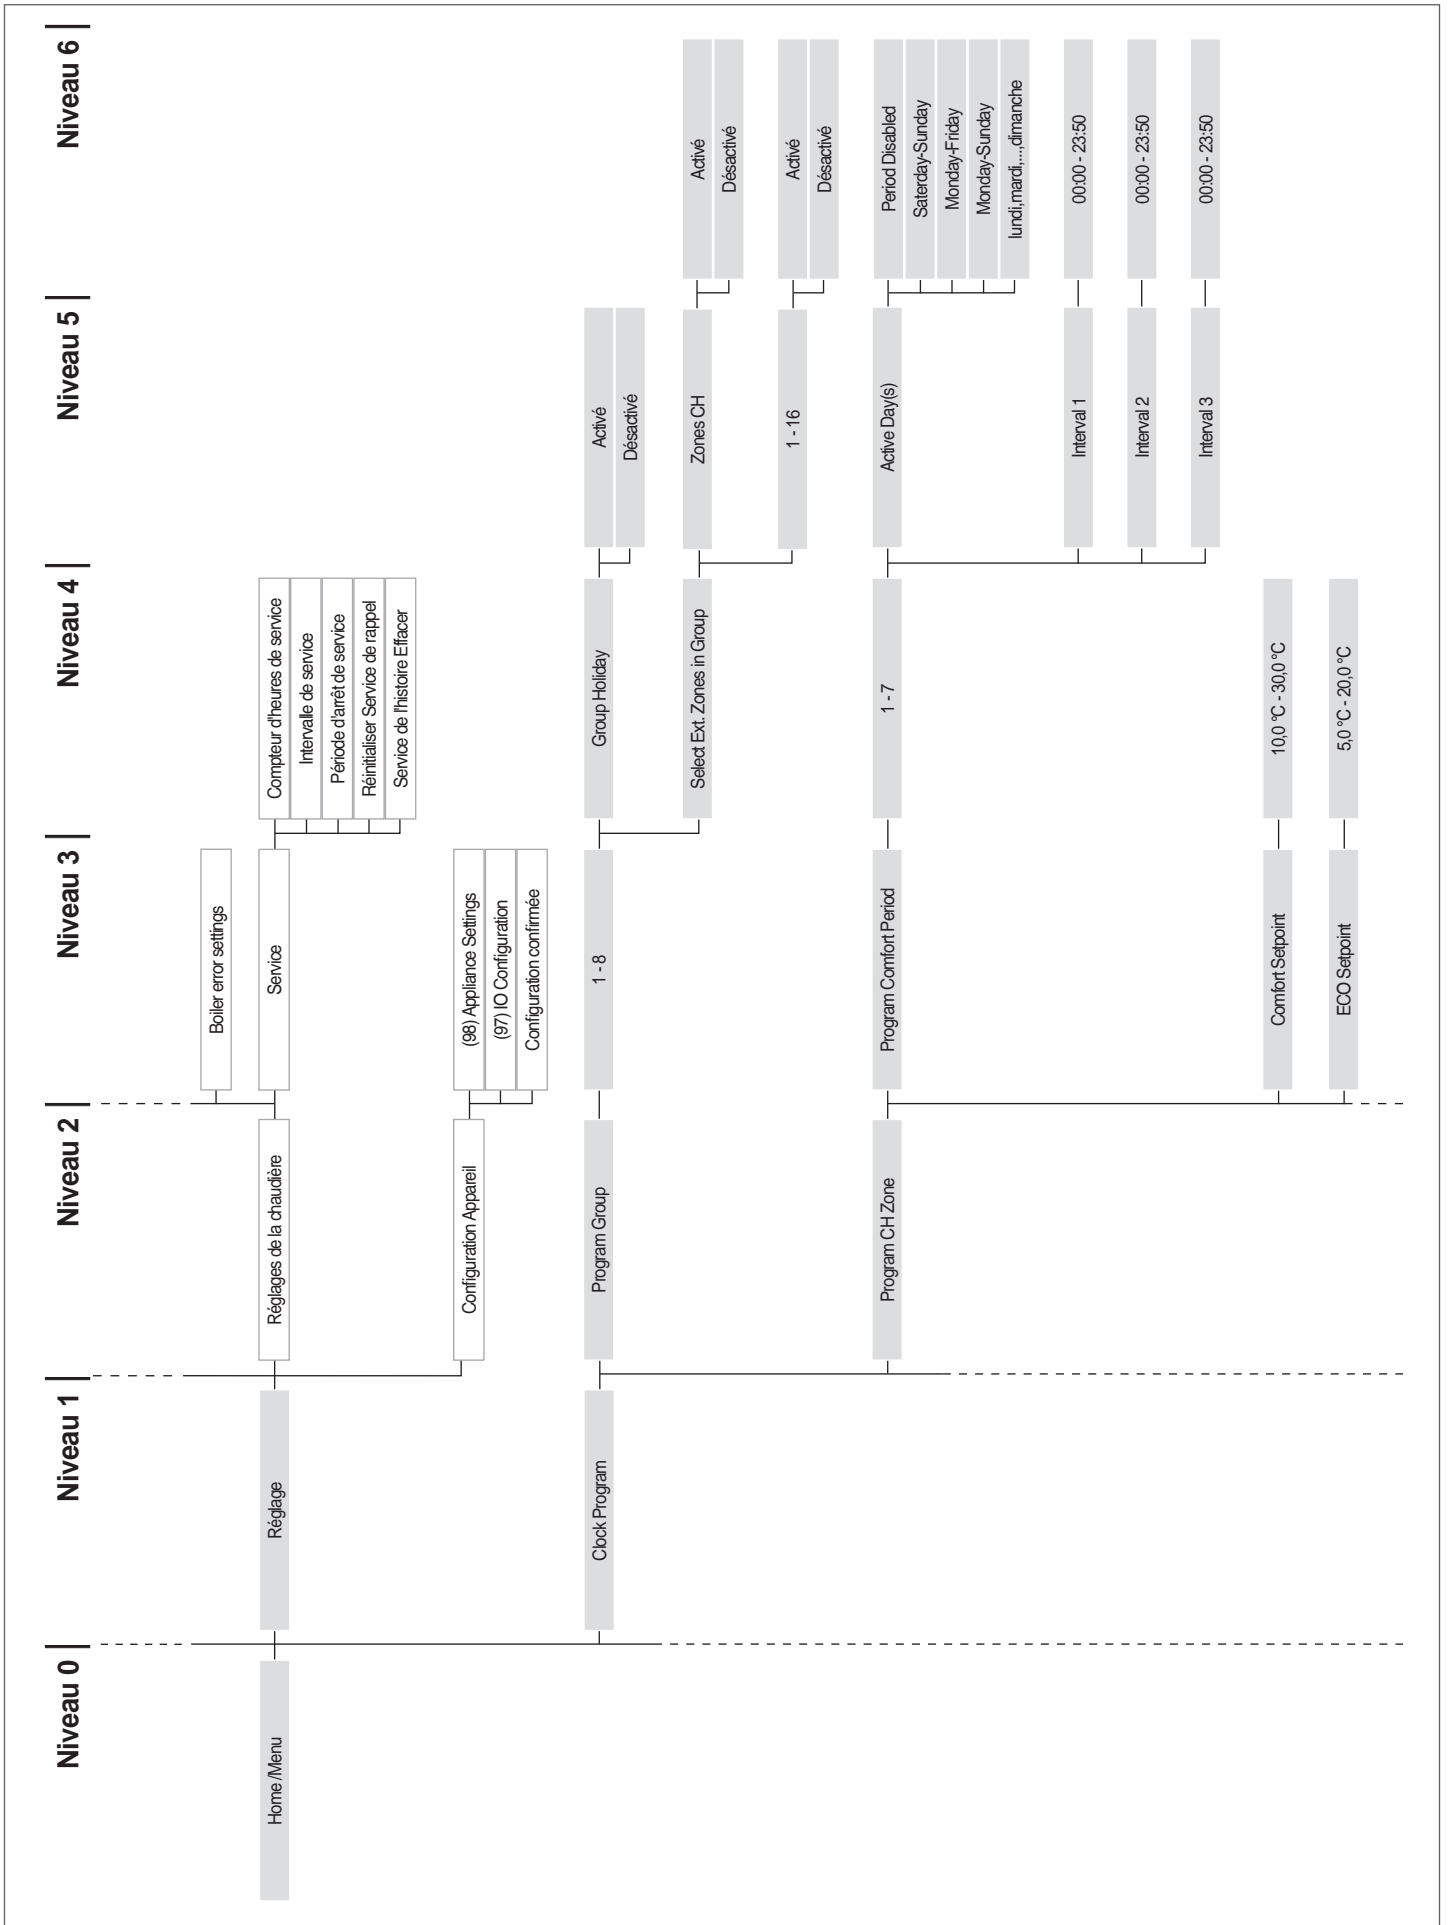 Niveau 0
Niveau 1
Niveau 2
Niveau 3
Niveau 4
Niveau 5
Niveau 6
Home /Menu
Réglage
Réglages de la chaudière
Boiler error settings
Service
Compteur d'heures de service
Intervalle de service
Période d'arrêt de service
Réinitialiser Service de rappel
Service de l'histoire Effacer
Configuration Appareil
(98) Appliance Settings
(97) IO Configuration
Configuration confirmée
Clock Program
Program Group
1 - 8
Group Holiday
Activé
Désactivé
Select Ext. Zones in Group
Zones CH
Activé
Désactivé
1 - 16
Activé
Désactivé
Program CH Zone
Program Comfort Period
1 - 7
Active Day(s)
Period Disabled
Saterday-Sunday
Monday-Friday
Monday-Sunday
lundi,mardi,...,dimanche
Interval 1
00:00 - 23:50
Interval 2
00:00 - 23:50
Interval 3
00:00 - 23:50
Comfort Setpoint
10,0 °C - 30,0 °C
ECO Setpoint
5,0 °C - 20,0 °C